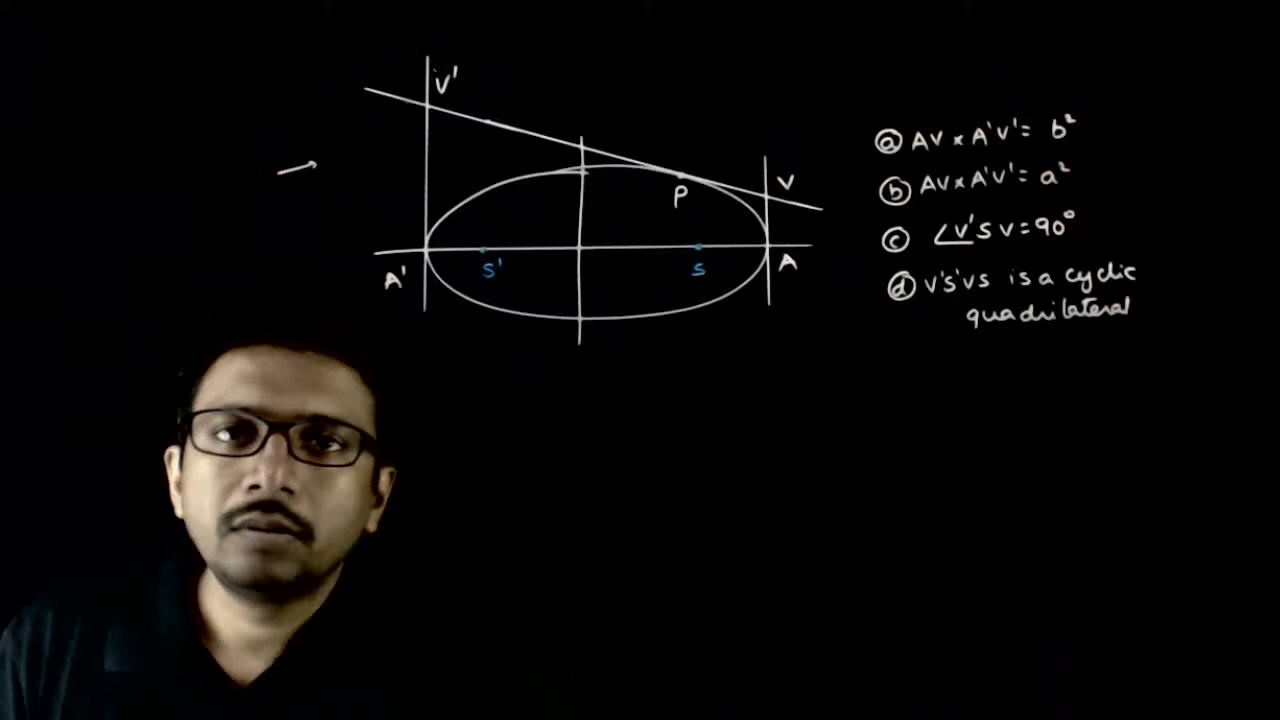 V'
V
P
S'
S
A
A'
ⓐ AV × A'V' = b²
ⓑ AV × A'V' = a²
ⓒ ∠V'SV = 90°
ⓓ V'S'VS is a cyclic
quadrilateral